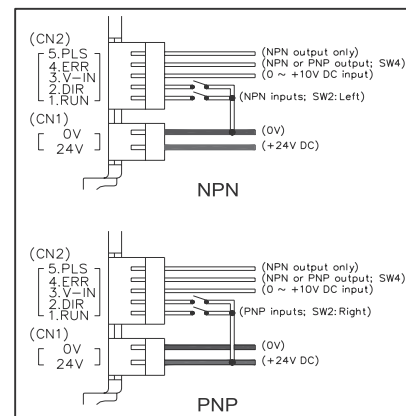 (CN2)
5.PLS (NPN output only)
4.ERR (NPN or PNP output; SW4)
3.V-IN (0 ~ +10V DC input)
2.DIR
1.RUN (NPN inputs; SW2:Left)
(CN1)
0V (0V)
24V (+24V DC)
NPN
(CN2)
5.PLS (NPN output only)
4.ERR (NPN or PNP output; SW4)
3.V-IN (0 ~ +10V DC input)
2.DIR
1.RUN (PNP inputs; SW2:Right)
(CN1)
0V (0V)
24V (+24V DC)
PNP